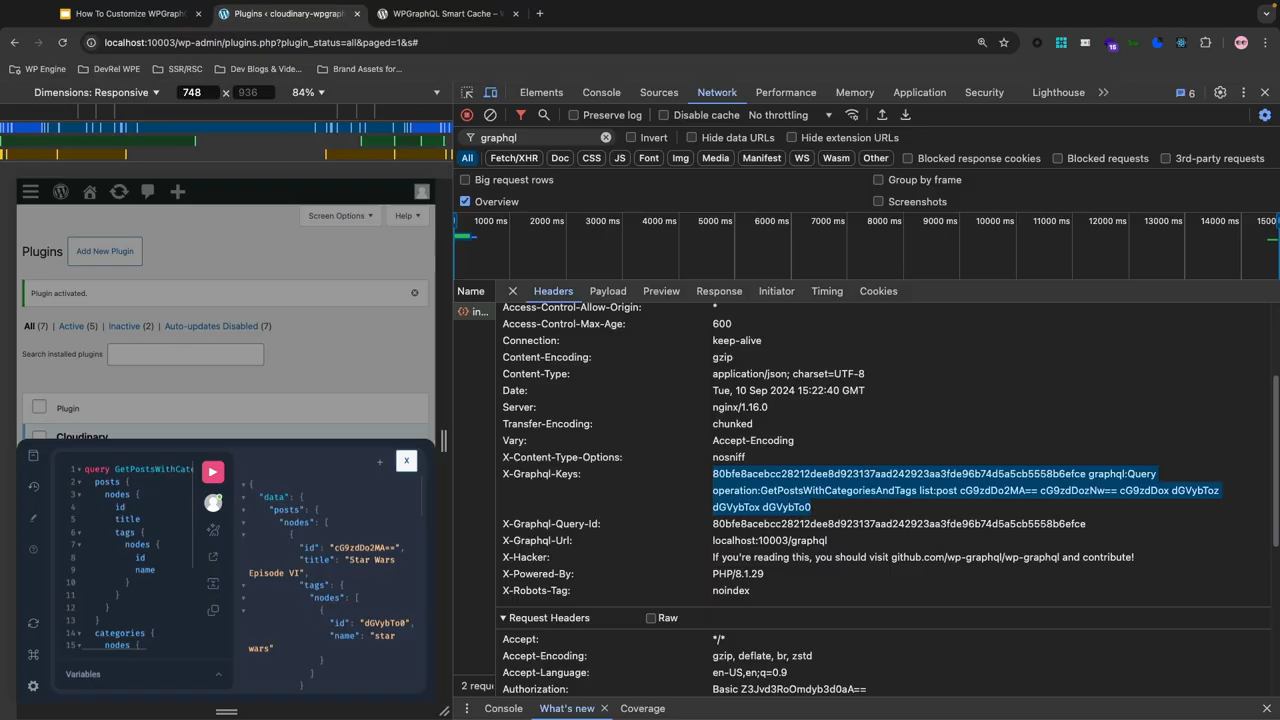 How To Customize WPGraphQ
Plugins ‹ cloudinary-wpgraph
WPGraphQL Smart Cache –
localhost:10003/wp-admin/plugins.php?plugin_status=all&paged=1&s#
15
WP Engine
DevRel WPE
SSR/RSC
Dev Blogs & Vide...
Brand Assets for...
Dimensions: Responsive
748
×
936
84%
Elements
Console
Sources
Network
Performance
Memory
Application
Security
Lighthouse
6
Preserve log
Disable cache
No throttling
graphql
Invert
Hide data URLs
Hide extension URLs
All
Fetch/XHR
Doc
CSS
JS
Font
Img
Media
Manifest
WS
Wasm
Other
Blocked response cookies
Blocked requests
3rd-party requests
Big request rows
Group by frame
Overview
Screenshots
1000 ms
2000 ms
3000 ms
4000 ms
5000 ms
6000 ms
7000 ms
8000 ms
9000 ms
10000 ms
11000 ms
12000 ms
13000 ms
14000 ms
1500
Screen Options
Help
Plugins
Add New Plugin
Plugin activated.
All (7) | Active (5) | Inactive (2) | Auto-updates Disabled (7)
Search installed plugins
Plugin
Cloudinary
Name
Headers
Payload
Preview
Response
Initiator
Timing
Cookies
in...
Access-Control-Allow-Origin: *
Access-Control-Max-Age: 600
Connection: keep-alive
Content-Encoding: gzip
Content-Type: application/json; charset=UTF-8
Date: Tue, 10 Sep 2024 15:22:40 GMT
Server: nginx/1.16.0
Transfer-Encoding: chunked
Vary: Accept-Encoding
X-Content-Type-Options: nosniff
X-Graphql-Keys: 80bfe8acebcc28212dee8d923137aad242923aa3fde96b74d5a5cb5558b6efce graphql:Query
operation:GetPostsWithCategoriesAndTags list:post cG9zdDo2MA== cG9zdDozNw== cG9zdDox dGVybToz
dGVybTox dGVybTo0
X-Graphql-Query-Id: 80bfe8acebcc28212dee8d923137aad242923aa3fde96b74d5a5cb5558b6efce
X-Graphql-Url: localhost:10003/graphql
X-Hacker: If you're reading this, you should visit github.com/wp-graphql/wp-graphql and contribute!
X-Powered-By: PHP/8.1.29
X-Robots-Tag: noindex
Request Headers
Raw
Accept: */*
Accept-Encoding: gzip, deflate, br, zstd
Accept-Language: en-US,en;q=0.9
Authorization: Basic Z3Jvd3RoOmdyb3d0aA==
2 reque
X
1 query GetPostsWithCate
2 posts {
3 nodes {
4 id
5 title
6 tags {
7 nodes {
8 id
9 name
10 }
11 }
12 }
13 }
14 categories {
15 nodes {
Variables
{
"data": {
"posts": {
"nodes": [
{
"id": "cG9zdDo2MA==",
"title": "Star Wars
Episode VI",
"tags": {
"nodes": [
{
"id": "dGVybTo0",
"name": "star
wars"
}
]
}
Console
What's new
Coverage